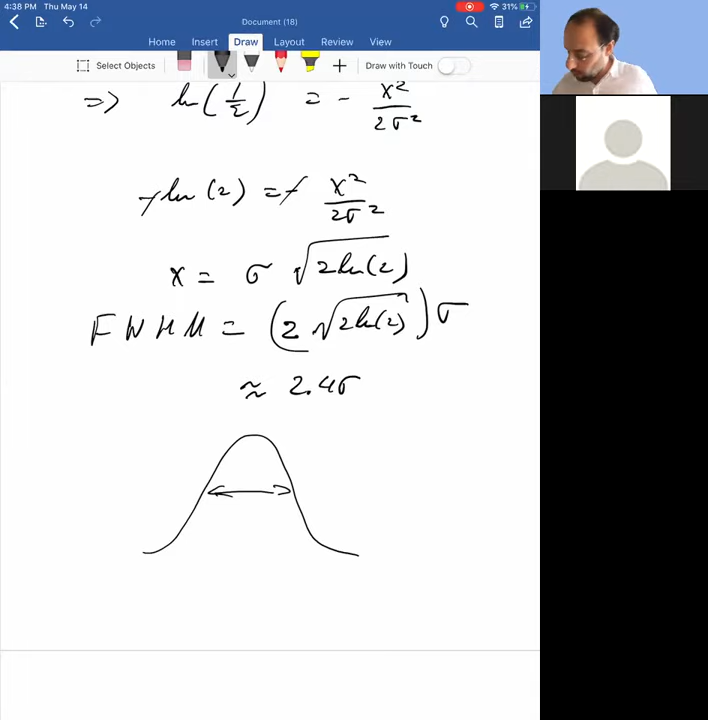 4:38 PM Thu May 14
31%
Document (18)
Home Insert Draw Layout Review View
Select Objects
Draw with Touch
=> ln(1/2) = - x²/2σ²
-ln(2) = - x²/2σ²
x = σ √2ln(2)
FWHM = (2 √2ln(2)) σ
≈ 2.4σ